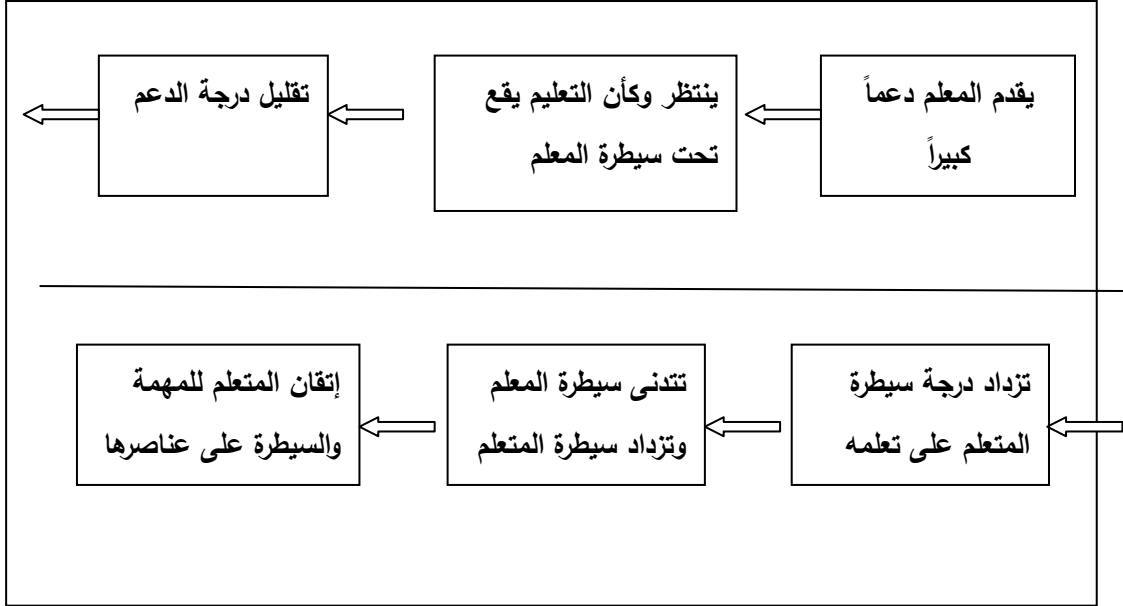 يقدم المعلم دعماً
كبيراً
ينتظر وكأن التعليم يقع
تحت سيطرة المعلم
تقليل درجة الدعم
تزداد درجة سيطرة
المتعلم على تعلمه
تتدنى سيطرة المعلم
وتزداد سيطرة المتعلم
إتقان المتعلم للمهمة
والسيطرة على عناصرها